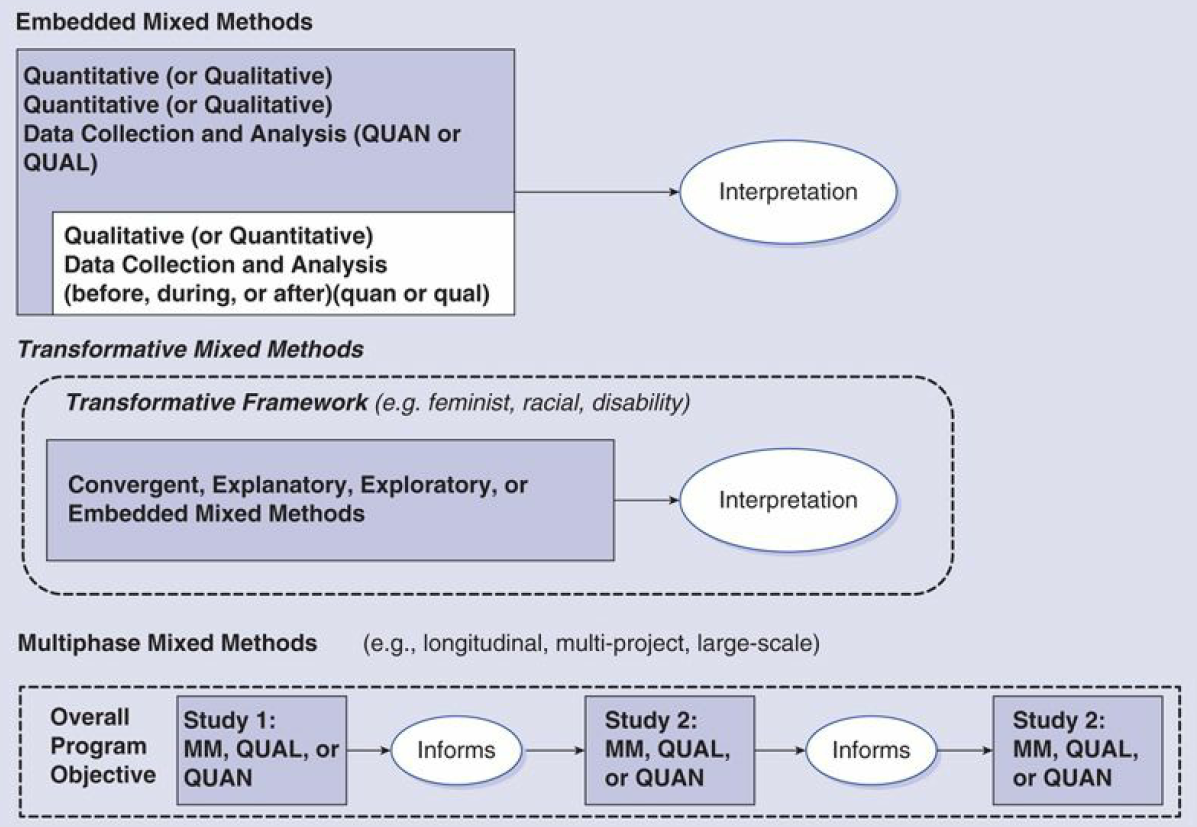 Embedded Mixed Methods
Quantitative (or Qualitative)
Quantitative (or Qualitative)
Data Collection and Analysis (QUAN or
QUAL)
Interpretation
Qualitative (or Quantitative)
Data Collection and Analysis
(before, during, or after)(quan or qual)
Transformative Mixed Methods
Transformative Framework (e.g. feminist, racial, disability)
Convergent, Explanatory, Exploratory, or
Embedded Mixed Methods
Interpretation
Multiphase Mixed Methods (e.g., longitudinal, multi-project, large-scale)
Overall
Program
Objective
Study 1:
MM, QUAL, or
QUAN
Informs
Study 2:
MM, QUAL,
or QUAN
Informs
Study 2:
MM, QUAL,
or QUAN